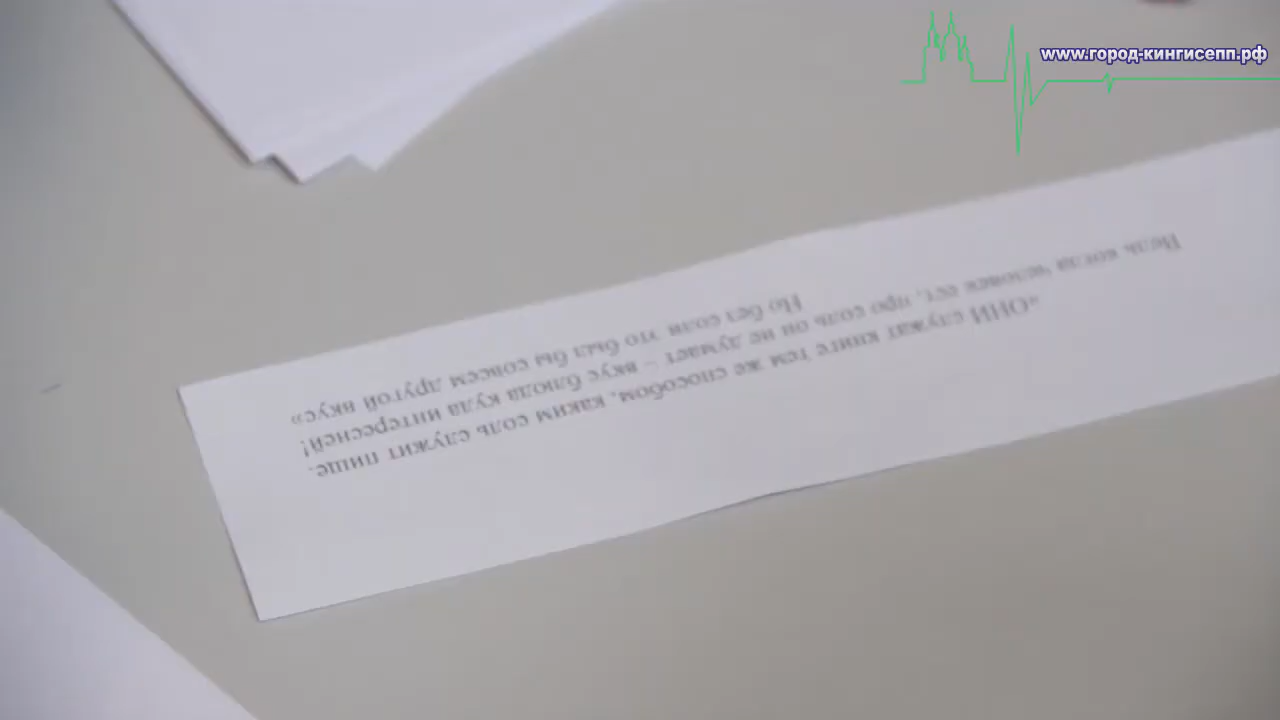 www.город-кингисепп.рф
«ОНИ служат книге тем же способом, каким соль служит пище.
Ведь когда человек ест, про соль он и не думает – вкус блюда куда интересней!
Но без соли это был бы совсем другой вкус»